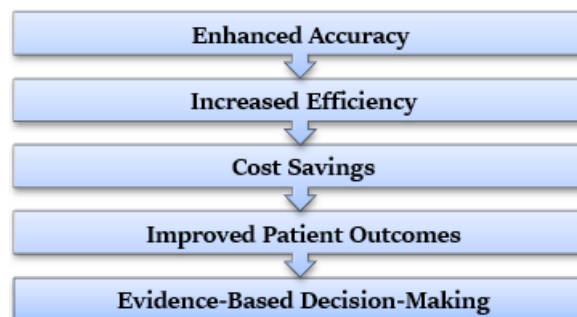 Enhanced Accuracy
Increased Efficiency
Cost Savings
Improved Patient Outcomes
Evidence-Based Decision-Making